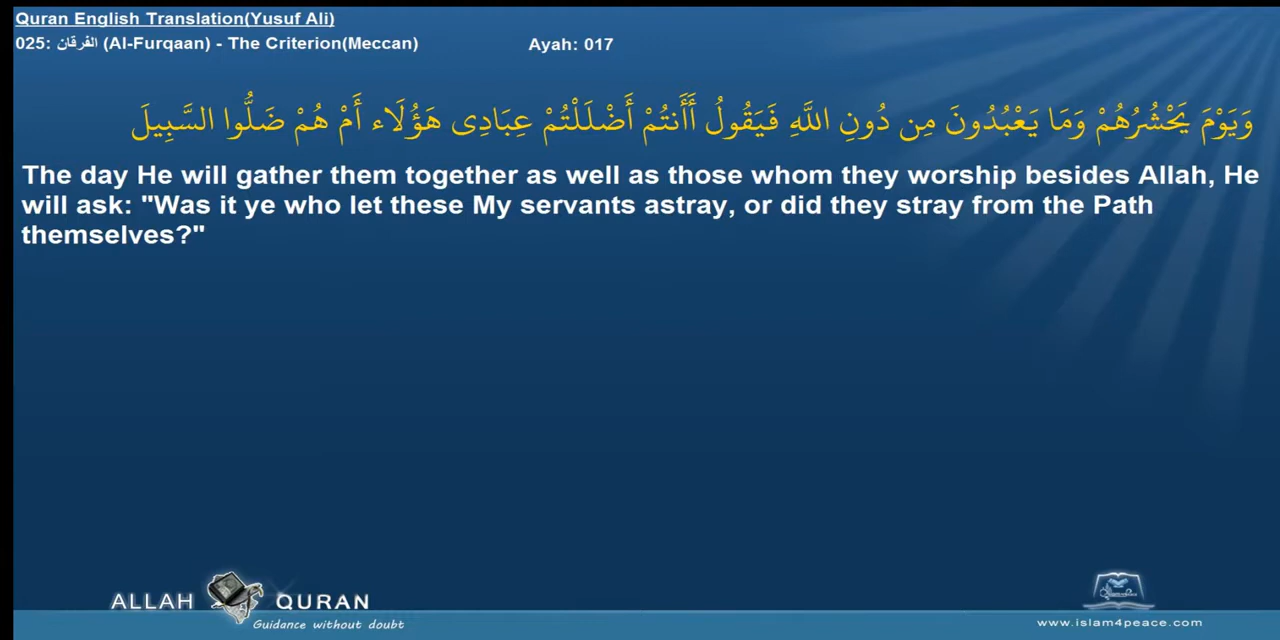 Quran English Translation(Yusuf Ali)
025: الفرقان (Al-Furqaan) - The Criterion(Meccan) Ayah: 017
وَيَوْمَ يَحْشُرُهُمْ وَمَا يَعْبُدُونَ مِن دُونِ اللَّهِ فَيَقُولُ أَأَنتُمْ أَضْلَلْتُمْ عِبَادِى هَؤُلَاء أَمْ هُمْ ضَلُّوا السَّبِيلَ
The day He will gather them together as well as those whom they worship besides Allah, He
will ask: "Was it ye who let these My servants astray, or did they stray from the Path
themselves?"
ALLAH QURAN
Guidance without doubt
www.islam4peace.com